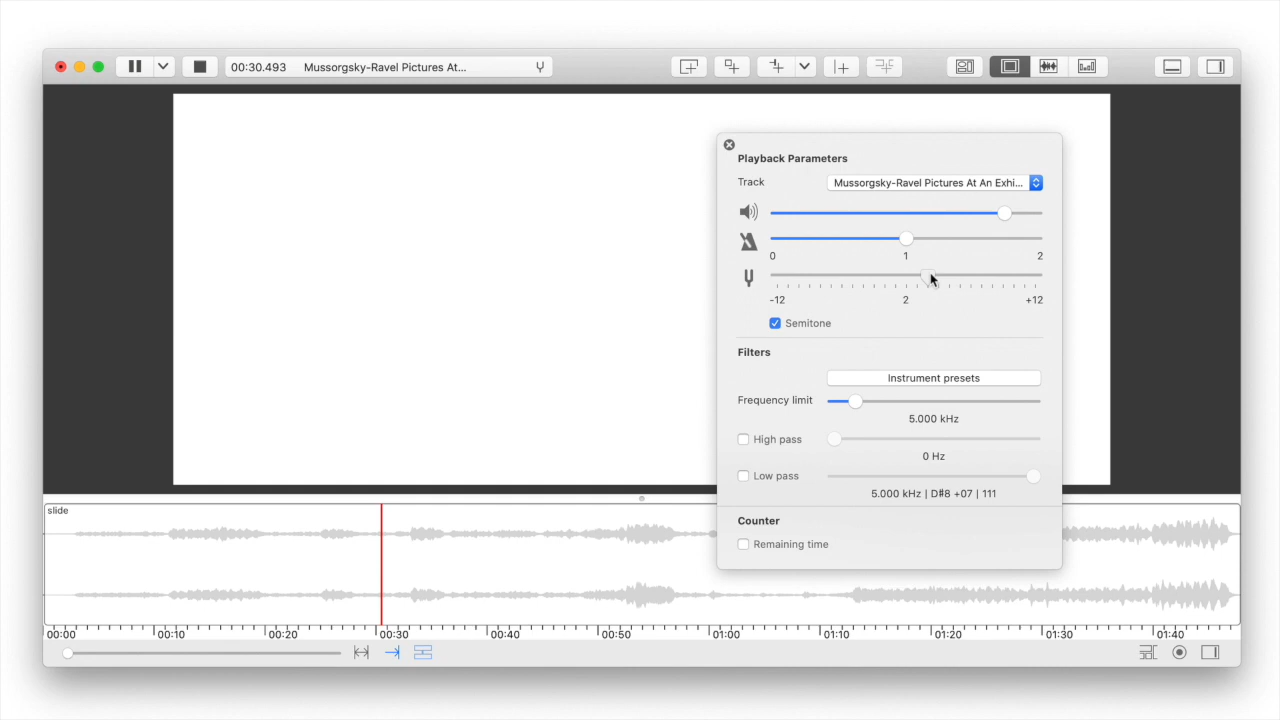 00:30.493 Mussorgsky-Ravel Pictures At...
Playback Parameters
Track Mussorgsky-Ravel Pictures At An Exhi...
0 1 2
-12 2 +12
Semitone
Filters
Instrument presets
Frequency limit
5.000 kHz
High pass
0 Hz
Low pass
5.000 kHz | D#8 +07 | 111
Counter
Remaining time
slide
00:00 00:10 00:20 00:30 00:40 00:50 01:00 01:10 01:20 01:30 01:40